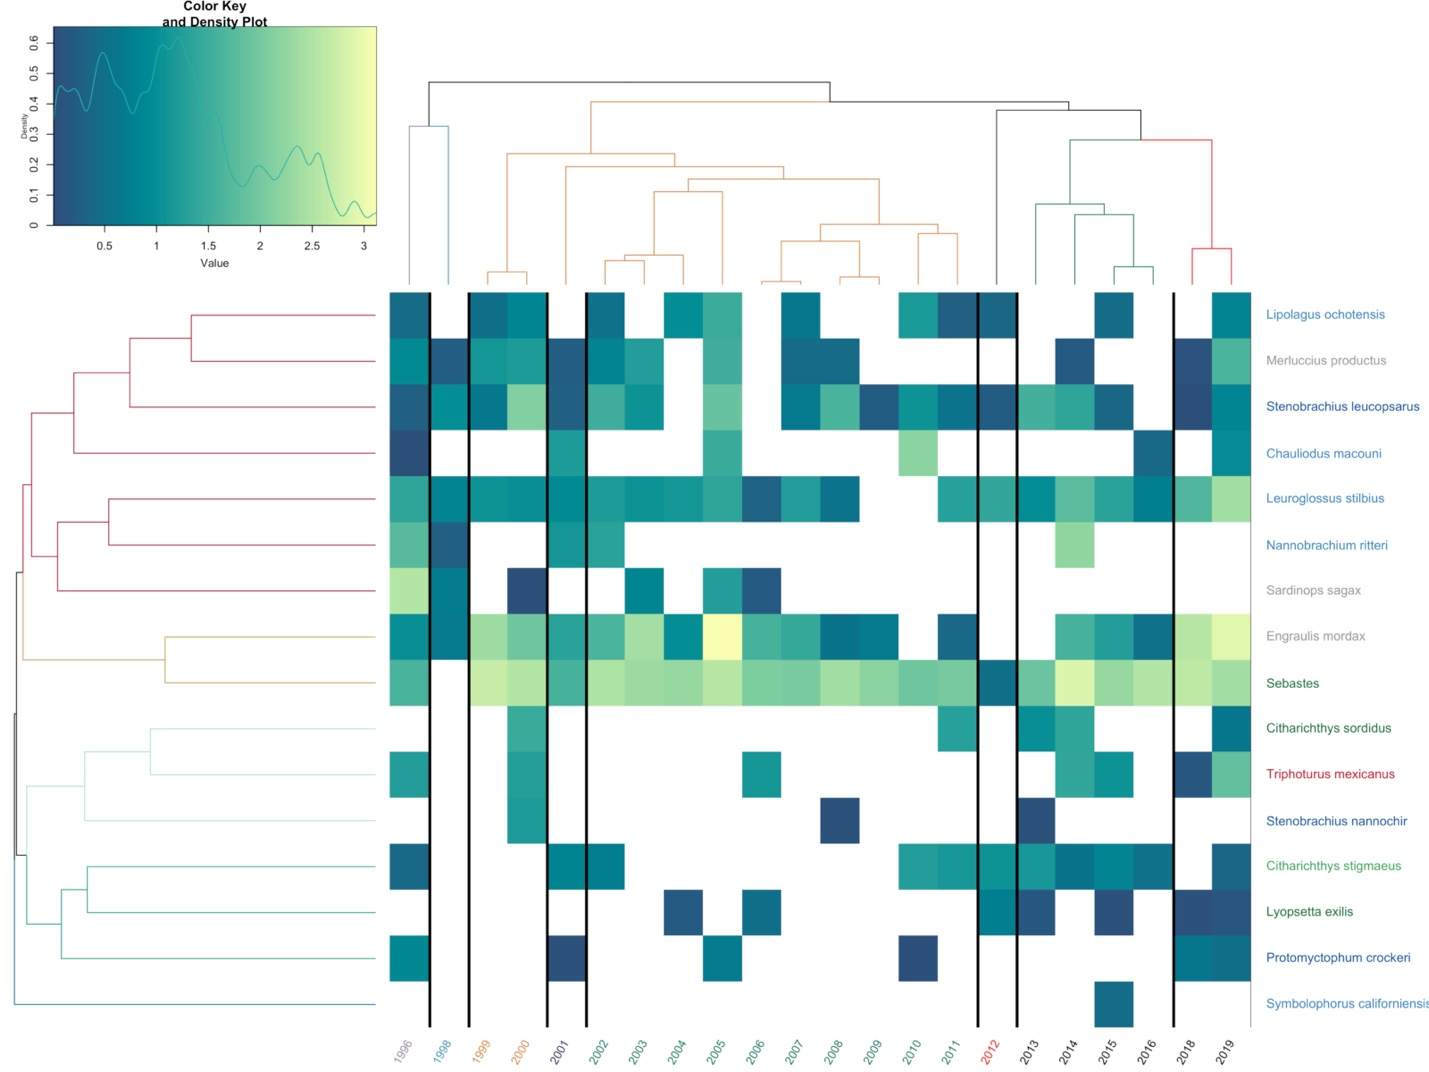 Color Key
and Density Plot
Density
0.6
0.5
0.4
0.3
0.2
0.1
0
0.5 1 1.5 2 2.5 3
Value
Lipolagus ochotensis
Merluccius productus
Stenobrachius leucopsarus
Chauliodus macouni
Leuroglossus stilbius
Nannobrachium ritteri
Sardinops sagax
Engraulis mordax
Sebastes
Citharichthys sordidus
Triphoturus mexicanus
Stenobrachius nannochir
Citharichthys stigmaeus
Lyopsetta exilis
Protomyctophum crockeri
Symbolophorus californiensis
1996 1998 1999 2000 2001 2002 2003 2004 2005 2006 2007 2008 2009 2010 2011 2012 2013 2014 2015 2016 2018 2019